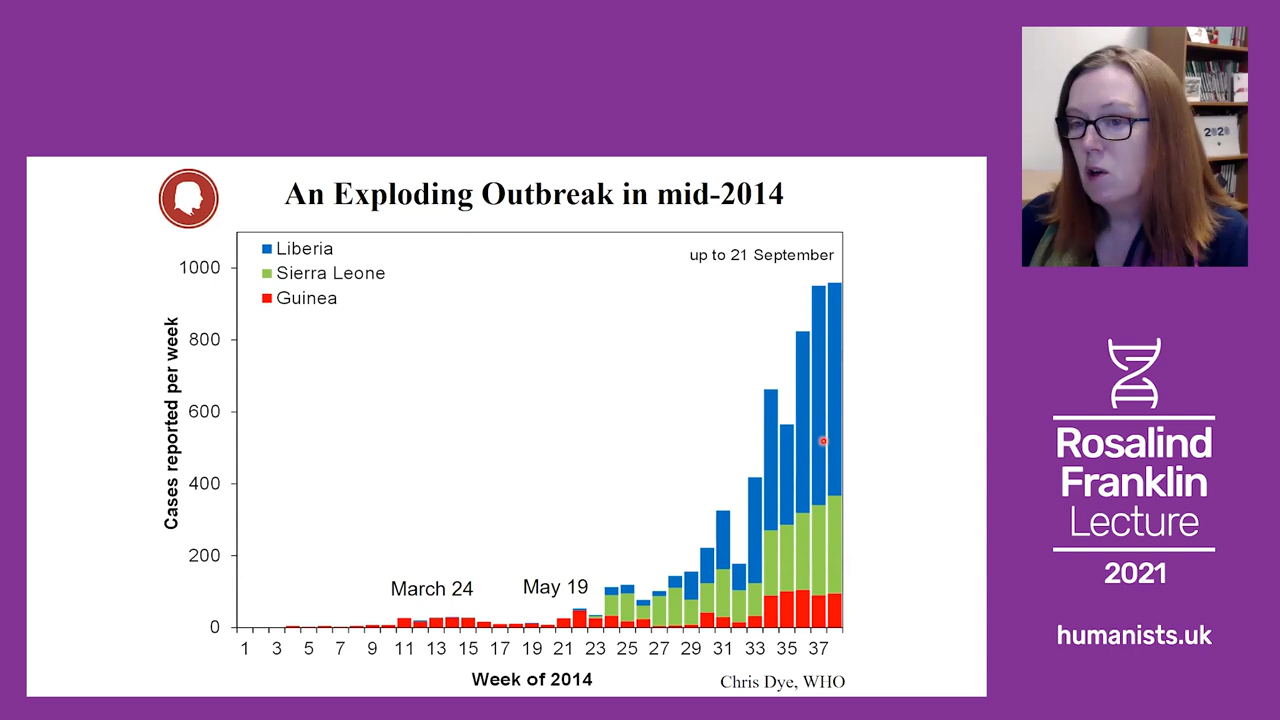 An Exploding Outbreak in mid-2014
Liberia
Sierra Leone
Guinea
up to 21 September
Cases reported per week
1000
800
600
400
200
0
March 24
May 19
1 3 5 7 9 11 13 15 17 19 21 23 25 27 29 31 33 35 37
Week of 2014
Chris Dye, WHO
2020
Rosalind
Franklin
Lecture
2021
humanists.uk